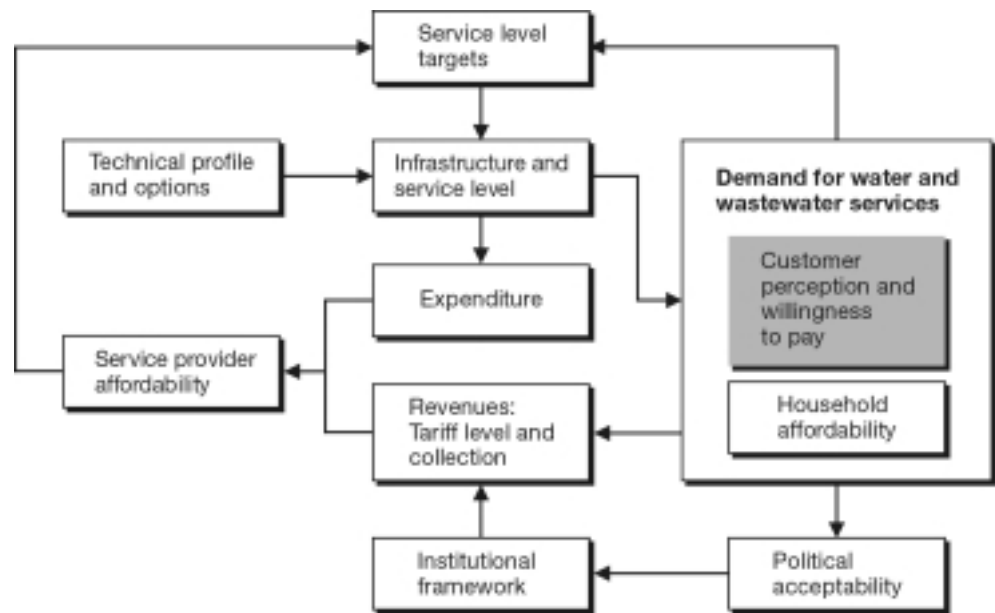 Service level
targets
Technical profile
and options
Infrastructure and
service level
Demand for water and
wastewater services
Customer
perception and
willingness
to pay
Expenditure
Service provider
affordability
Revenues:
Tariff level and
collection
Household
affordability
Institutional
framework
Political
acceptability